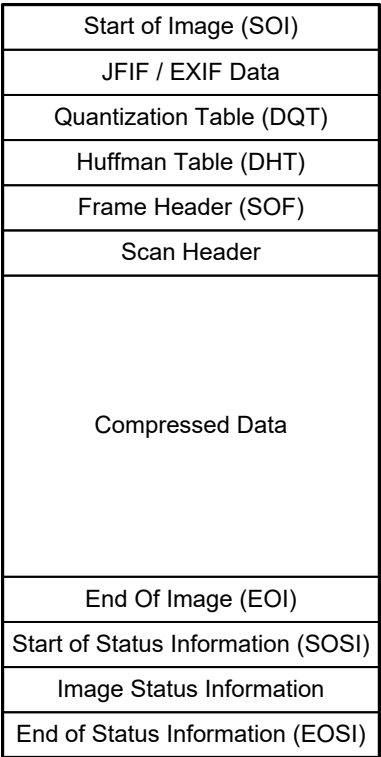 Start of Image (SOI)
JFIF / EXIF Data
Quantization Table (DQT)
Huffman Table (DHT)
Frame Header (SOF)
Scan Header
Compressed Data
End Of Image (EOI)
Start of Status Information (SOSI)
Image Status Information
End of Status Information (EOSI)